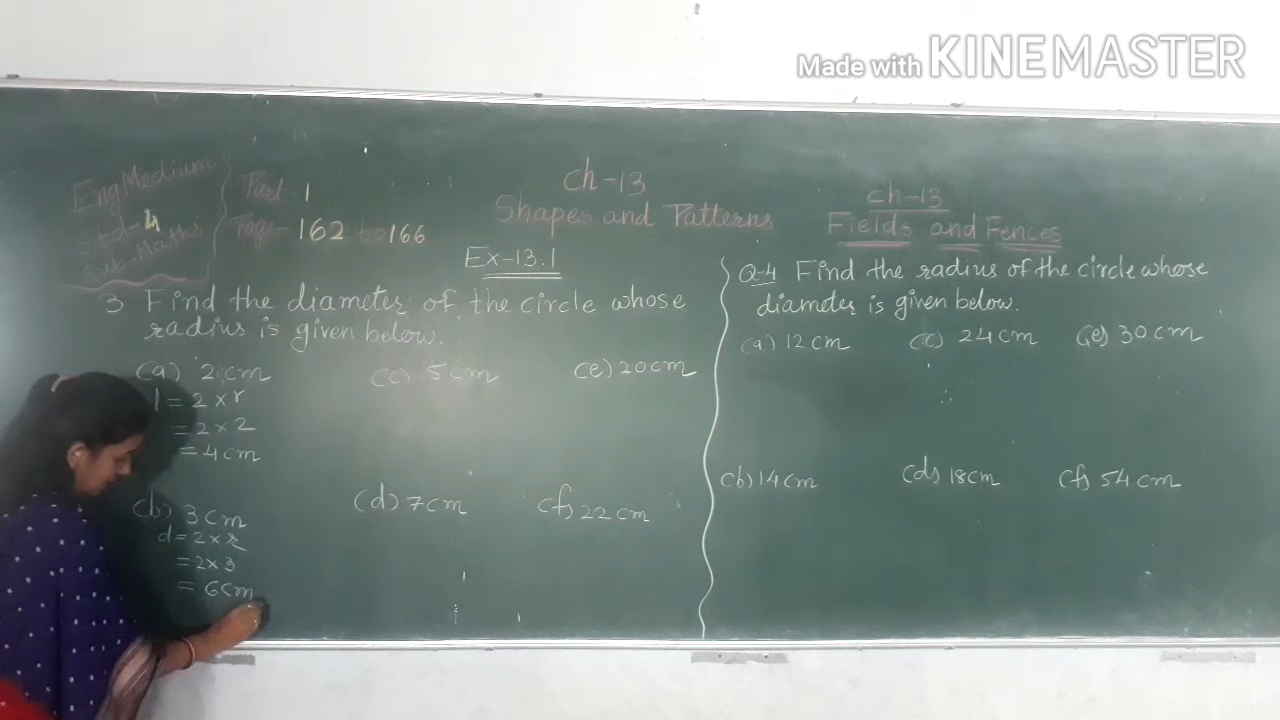 Made with KINEMASTER
Eng Medium
Std-4
Sub-Maths
Part-1
Page-162 to 166
Ch-13
Shapes and Patterns
Ex-13.1
3 Find the diameter of the circle whose
radius is given below.
(a) 2 cm
(c) 5 cm
(e) 20 cm
= 2 × r
= 2 × 2
= 4 cm
(b) 3 cm
(d) 7 cm
(f) 22 cm
d = 2 × r
= 2 × 3
= 6 cm
ch-13
Fields and Fences
Q-4 Find the radius of the circle whose
diameter is given below.
(a) 12 cm
(c) 24 cm
(e) 30 cm
(b) 14 cm
(d) 18 cm
(f) 54 cm